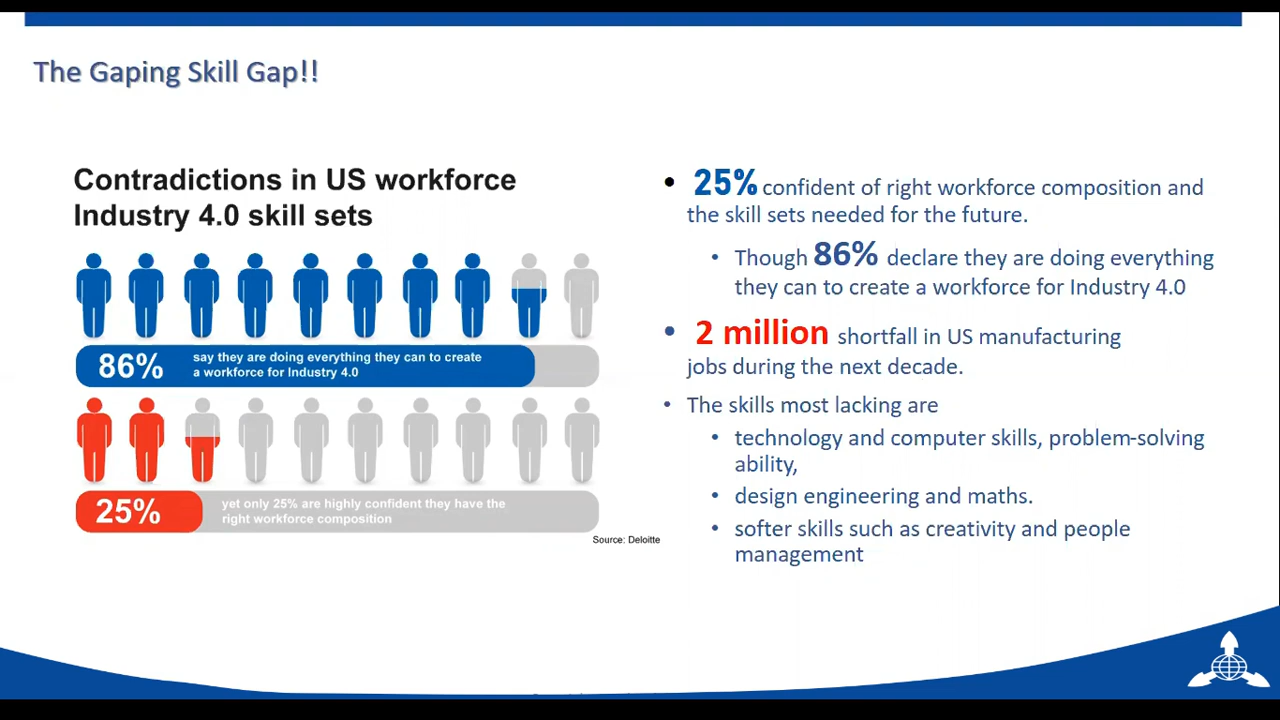 The Gaping Skill Gap!!
Contradictions in US workforce
Industry 4.0 skill sets
86%
say they are doing everything they can to create
a workforce for Industry 4.0
25%
yet only 25% are highly confident they have the
right workforce composition
Source: Deloitte
• 25% confident of right workforce composition and
the skill sets needed for the future.
• Though 86% declare they are doing everything
they can to create a workforce for Industry 4.0
• 2 million shortfall in US manufacturing
jobs during the next decade.
• The skills most lacking are
• technology and computer skills, problem-solving
ability,
• design engineering and maths.
• softer skills such as creativity and people
management